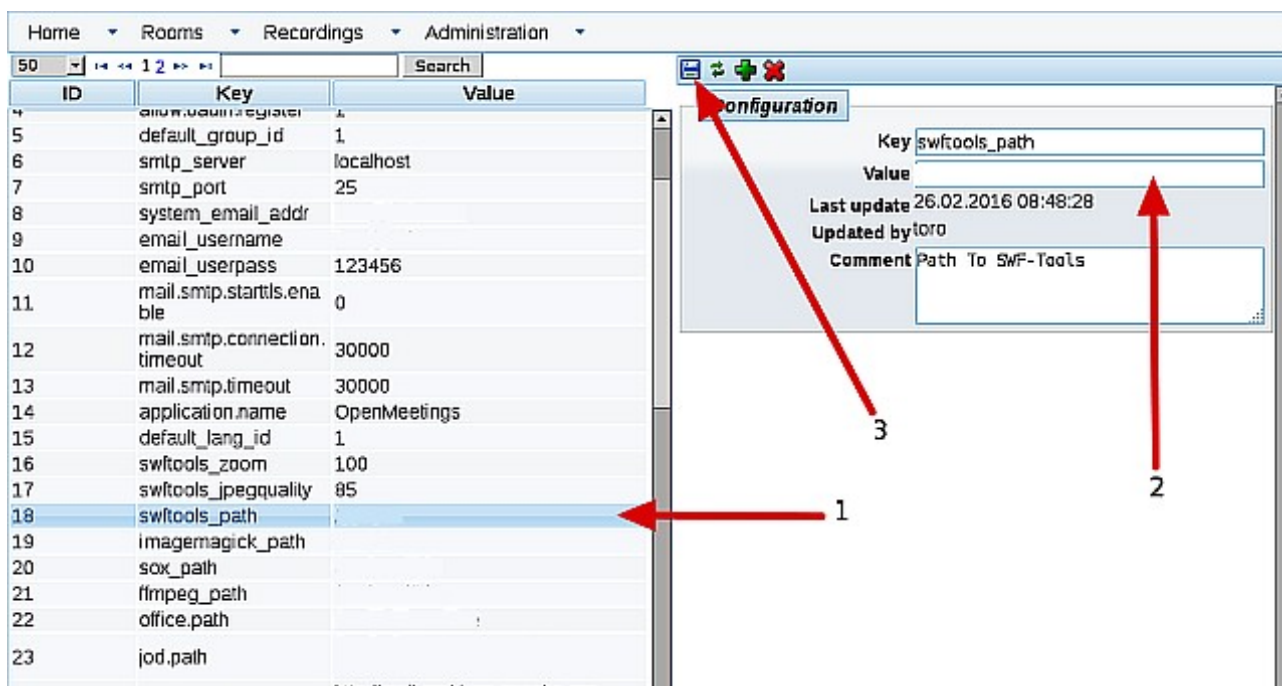 Home Rooms Recordings Administration
50 1 2 Search
ID Key Value
4 allow.oauth.register 1
5 default_group_id 1
6 smtp_server localhost
7 smtp_port 25
8 system_email_addr
9 email_username
10 email_userpass 123456
11 mail.smtp.starttls.ena
ble 0
12 mail.smtp.connection.
timeout 30000
13 mail.smtp.timeout 30000
14 application.name OpenMeetings
15 default_lang_id 1
16 swftools_zoom 100
17 swftools_jpegquality 85
18 swftools_path
19 imagemagick_path
20 sox_path
21 ffmpeg_path
22 office.path
23 jod.path
Configuration
Key swftools_path
Value
Last update 26.02.2016 08:48:28
Updated by toro
Comment Path To SWF-Tools
1
2
3